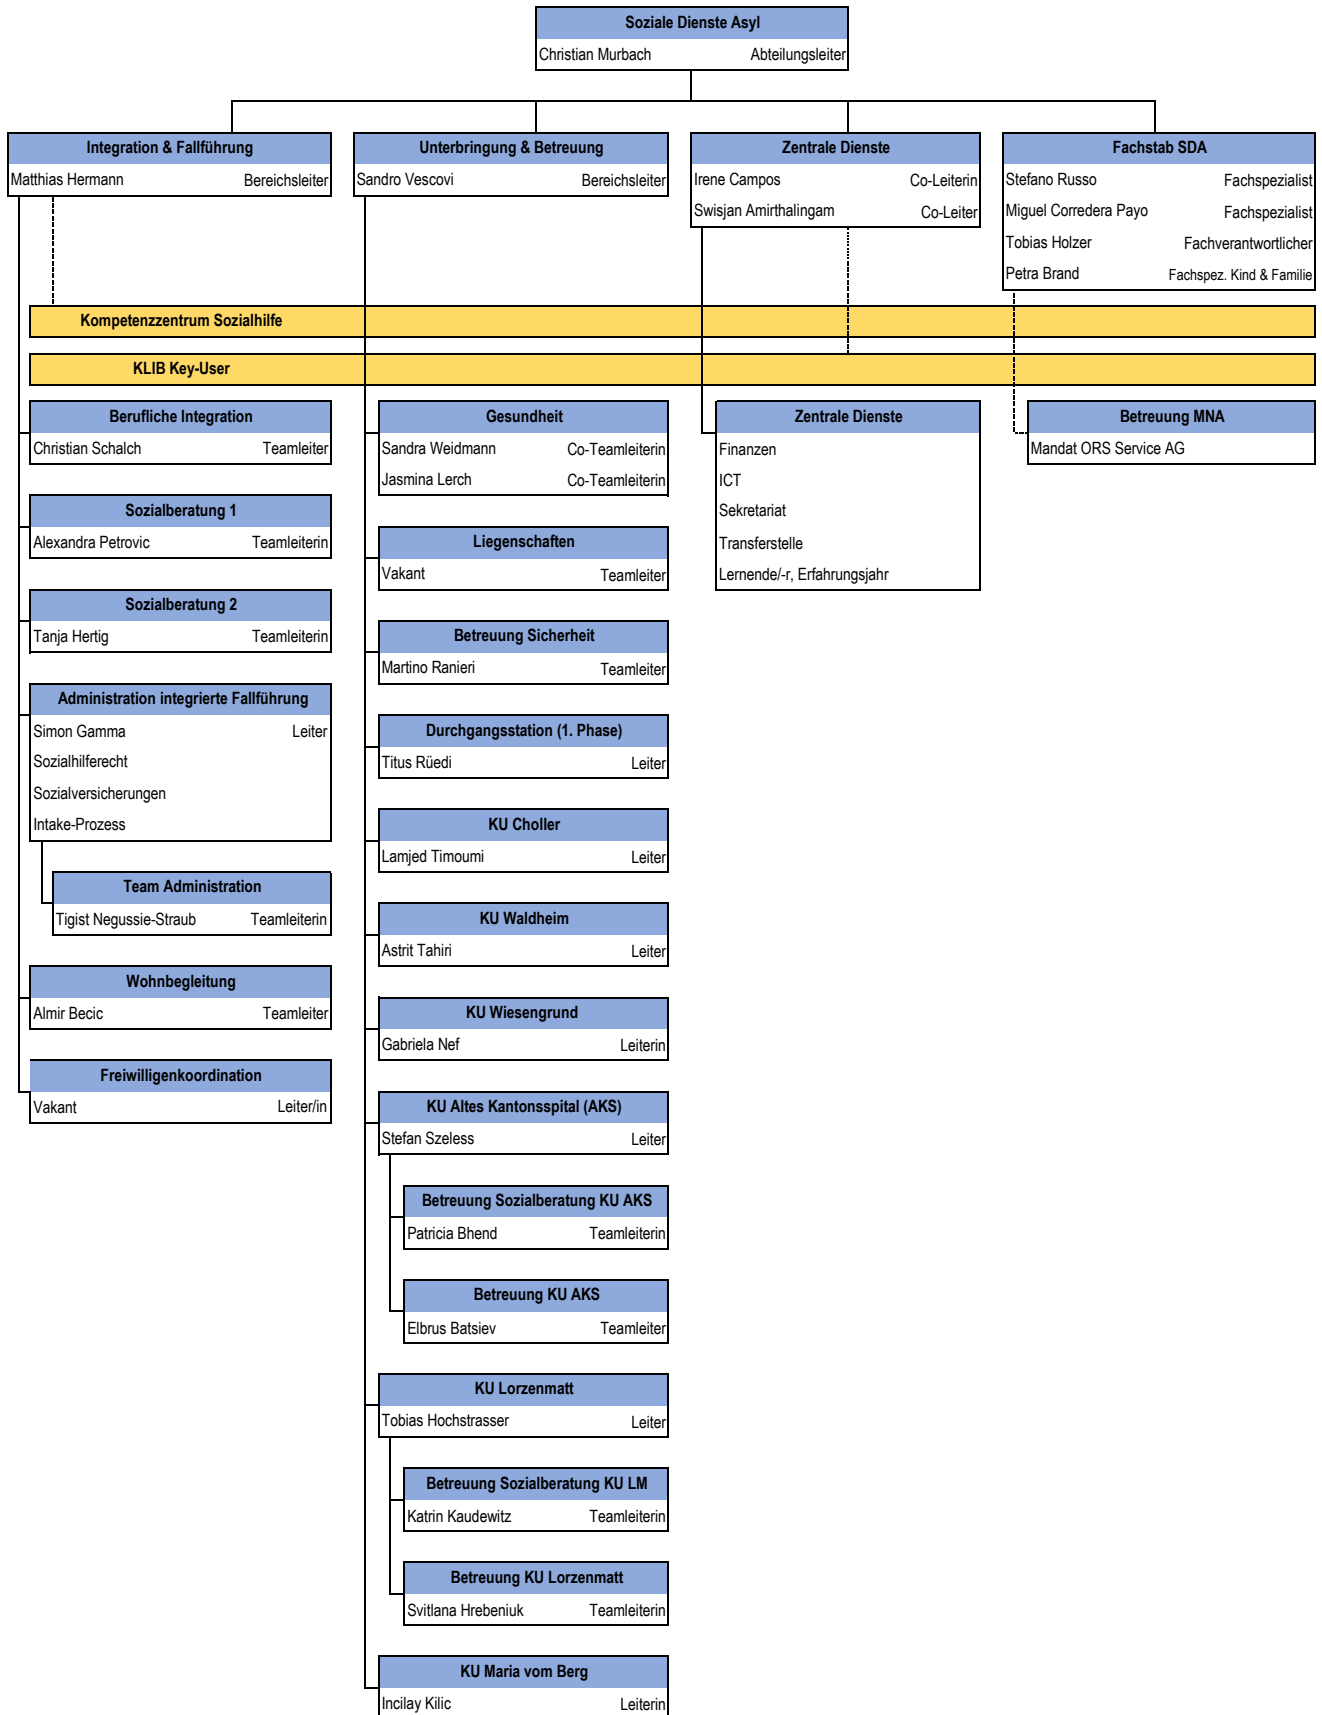 Soziale Dienste Asyl
Christian Murbach Abteilungsleiter
Integration & Fallführung
Matthias Hermann Bereichsleiter
Unterbringung & Betreuung
Sandro Vescovi Bereichsleiter
Zentrale Dienste
Irene Campos Co-Leiterin
Swisjan Amirthalingam Co-Leiter
Fachstab SDA
Stefano Russo Fachspezialist
Miguel Corredera Payo Fachspezialist
Tobias Holzer Fachverantwortlicher
Petra Brand Fachspez. Kind & Familie
Kompetenzzentrum Sozialhilfe
KLIB Key-User
Berufliche Integration
Christian Schalch Teamleiter
Sozialberatung 1
Alexandra Petrovic Teamleiterin
Sozialberatung 2
Tanja Hertig Teamleiterin
Administration integrierte Fallführung
Simon Gamma Leiter
Sozialhilferecht
Sozialversicherungen
Intake-Prozess
Team Administration
Tigist Negussie-Straub Teamleiterin
Wohnbegleitung
Almir Becic Teamleiter
Freiwilligenkoordination
Vakant Leiter/in
Gesundheit
Sandra Weidmann Co-Teamleiterin
Jasmina Lerch Co-Teamleiterin
Liegenschaften
Vakant Teamleiter
Betreuung Sicherheit
Martino Ranieri Teamleiter
Durchgangsstation (1. Phase)
Titus Rüedi Leiter
KU Choller
Lamjed Timoumi Leiter
KU Waldheim
Astrit Tahiri Leiter
KU Wiesengrund
Gabriela Nef Leiterin
KU Altes Kantonsspital (AKS)
Stefan Szeless Leiter
Betreuung Sozialberatung KU AKS
Patricia Bhend Teamleiterin
Betreuung KU AKS
Elbrus Batsiev Teamleiter
KU Lorzenmatt
Tobias Hochstrasser Leiter
Betreuung Sozialberatung KU LM
Katrin Kaudewitz Teamleiterin
Betreuung KU Lorzenmatt
Svitlana Hrebeniuk Teamleiterin
KU Maria vom Berg
Incilay Kilic Leiterin
Zentrale Dienste
Finanzen
ICT
Sekretariat
Transferstelle
Lernende/-r, Erfahrungsjahr
Betreuung MNA
Mandat ORS Service AG